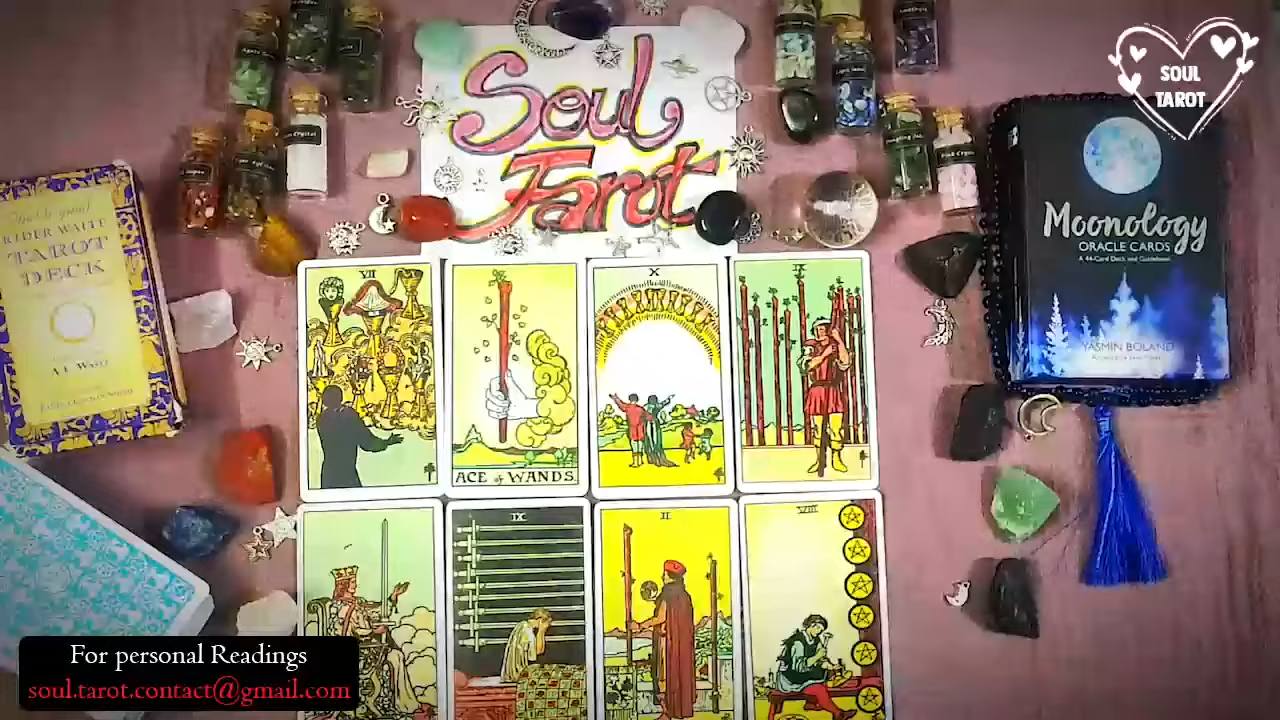 Soul
Tarot
SOUL
TAROT
The Original
RIDER WAITE
TAROT
DECK
A.E. WAITE
Moonology
ORACLE CARDS
A 44-Card Deck and Guidebook
YASMIN BOLAND
VII
X
IX
ACE of WANDS
IX
II
VIII
For personal Readings
soul.tarot.contact@gmail.com